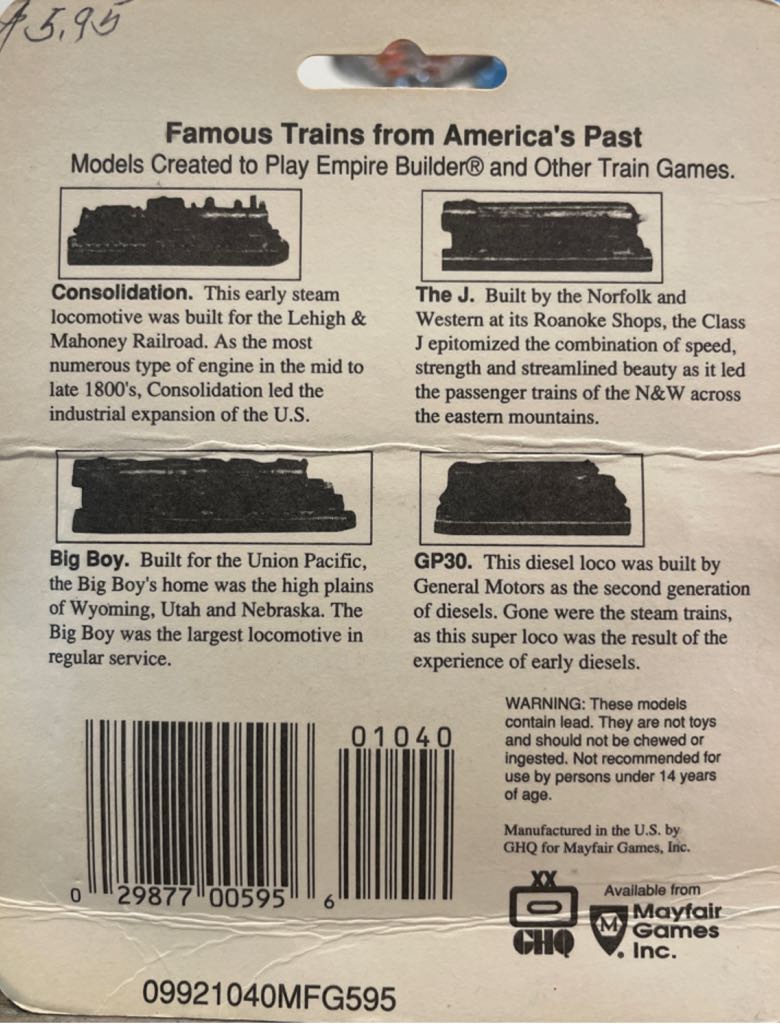 $5.95
Famous Trains from America's Past
Models Created to Play Empire Builder® and Other Train Games.
Consolidation. This early steam
locomotive was built for the Lehigh &
Mahoney Railroad. As the most
numerous type of engine in the mid to
late 1800's, Consolidation led the
industrial expansion of the U.S.
The J. Built by the Norfolk and
Western at its Roanoke Shops, the Class
J epitomized the combination of speed,
strength and streamlined beauty as it led
the passenger trains of the N&W across
the eastern mountains.
Big Boy. Built for the Union Pacific,
the Big Boy's home was the high plains
of Wyoming, Utah and Nebraska. The
Big Boy was the largest locomotive in
regular service.
GP30. This diesel loco was built by
General Motors as the second generation
of diesels. Gone were the steam trains,
as this super loco was the result of the
experience of early diesels.
01040
0 29877 00595 6
WARNING: These models
contain lead. They are not toys
and should not be chewed or
ingested. Not recommended for
use by persons under 14 years
of age.
Manufactured in the U.S. by
GHQ for Mayfair Games, Inc.
XX
GHQ
Available from
M
Mayfair
Games
Inc.
09921040MFG595